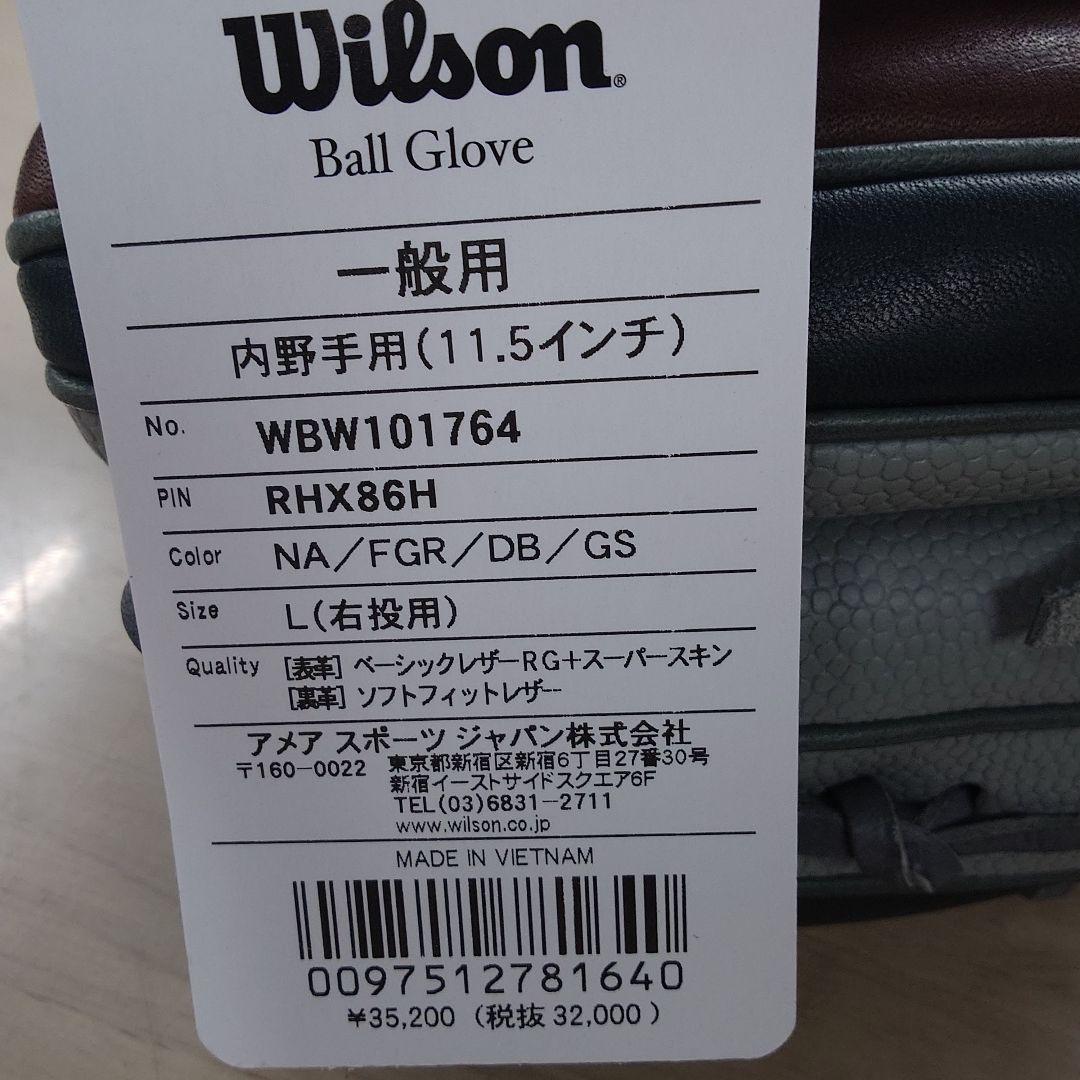 Wilson®
Ball Glove
一般用
内野手用(11.5インチ)
No. WBW101764
PIN RHX86H
Color NA/FGR/DB/GS
Size L(右投用)
Quality [表革] ベーシックレザーRG+スーパースキン
[裏革] ソフトフィットレザー
アメア スポーツ ジャパン株式会社
〒160-0022 東京都新宿区新宿6丁目27番30号
新宿イーストサイドスクエア6F
TEL(03)6831-2711
www.wilson.co.jp
MADE IN VIETNAM
0097512781640
¥35,200 (税抜 32,000 )